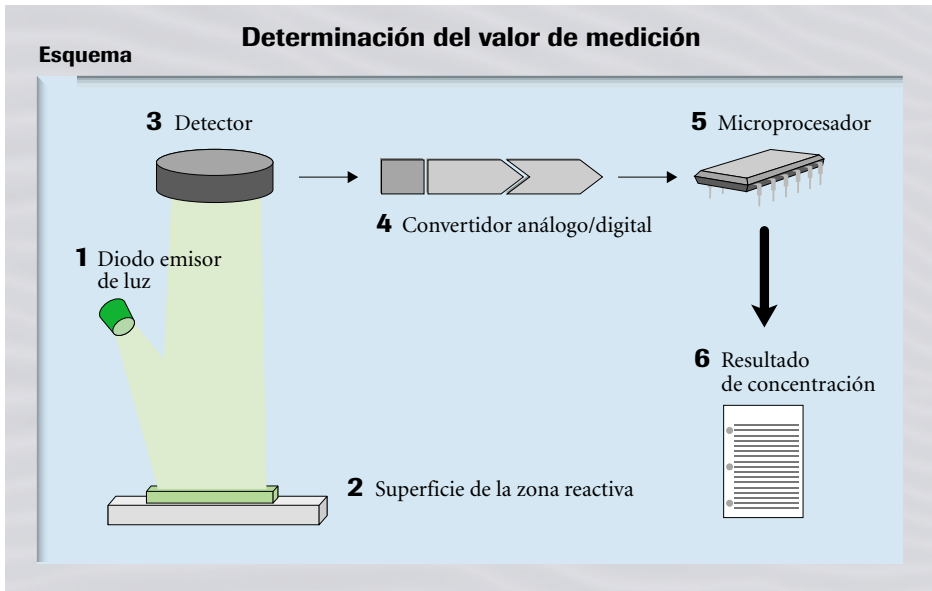 Determinación del valor de medición
Esquema
3 Detector
5 Microprocesador
4 Convertidor análogo/digital
1 Diodo emisor
de luz
6 Resultado
de concentración
2 Superficie de la zona reactiva